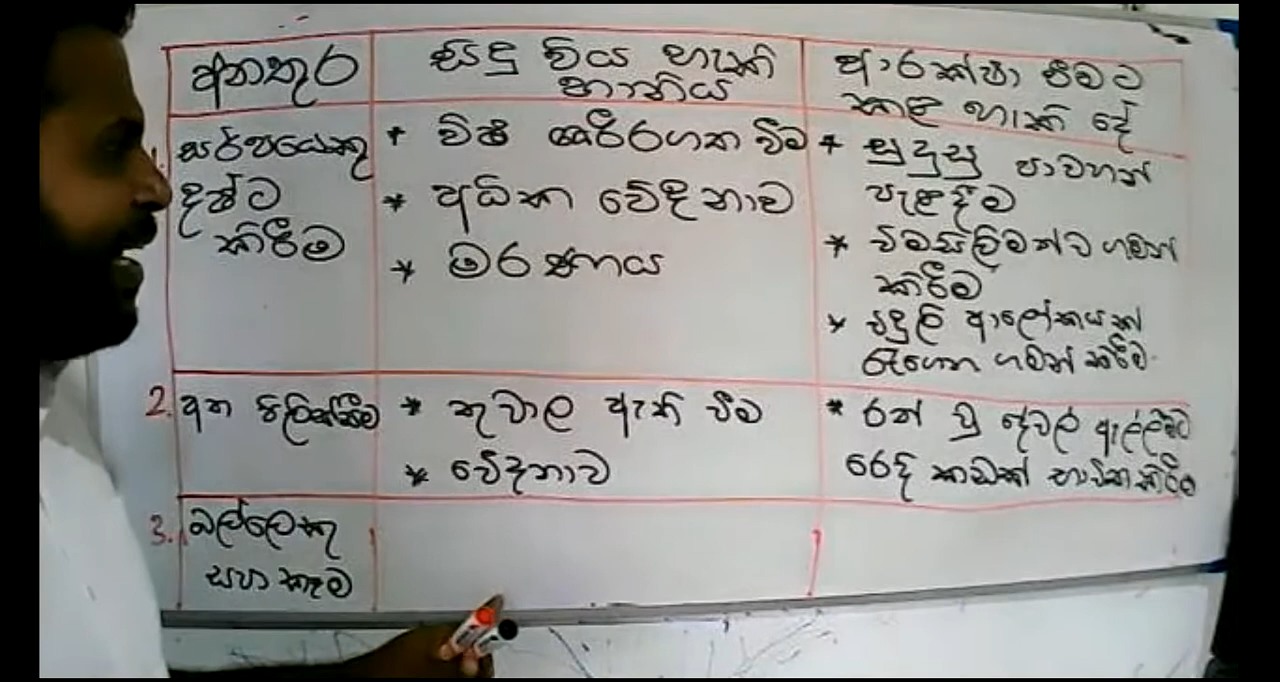 අනතුර
සිදු විය හැකි
හානිය
ආරක්ෂා වීමට
කළ හැකි දේ
1. සර්පයෙකු
දෂ්ට
කිරීම
* විෂ ශරීරගත වීම
* අධික වේදනාව
* මරණය
* සුදුසු පාවහන්
පැළඳීම
* විමසිලිමත්ව ගමන්
කිරීම
* විදුලි ආලෝකයක්
රැගෙන ගමන් කිරීම
2. අත පිලිස්සීම
* තුවාල ඇති වීම
* වේදනාව
* රත් වූ දේවල් ඇල්ලීමට
රෙදි කඩක් භාවිත කිරීම
3. බල්ලෙකු
සපා කෑම